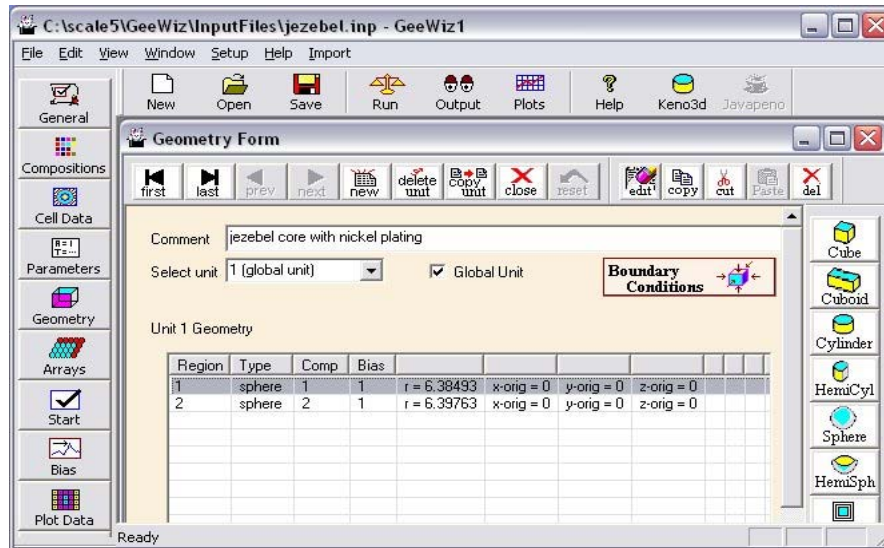 C:\scale5\GeeWiz\InputFiles\jezebel.inp - GeeWiz1
File Edit View Window Setup Help Import
General
New Open Save Run Output Plots Help Keno3d Javapeno
Geometry Form
Compositions
first last prev next new delete unit copy unit close reset edit copy cut Paste del
Cell Data
Comment jezebel core with nickel plating
Cube
Parameters
Select unit 1 (global unit) Global Unit Boundary Conditions
Cuboid
Geometry
Unit 1 Geometry
Cylinder
Arrays
Region Type Comp Bias
HemiCyl
1 sphere 1 1 r = 6.38493 x-orig = 0 y-orig = 0 z-orig = 0
2 sphere 2 1 r = 6.39763 x-orig = 0 y-orig = 0 z-orig = 0
Start
Sphere
Bias
HemiSph
Plot Data
Ready